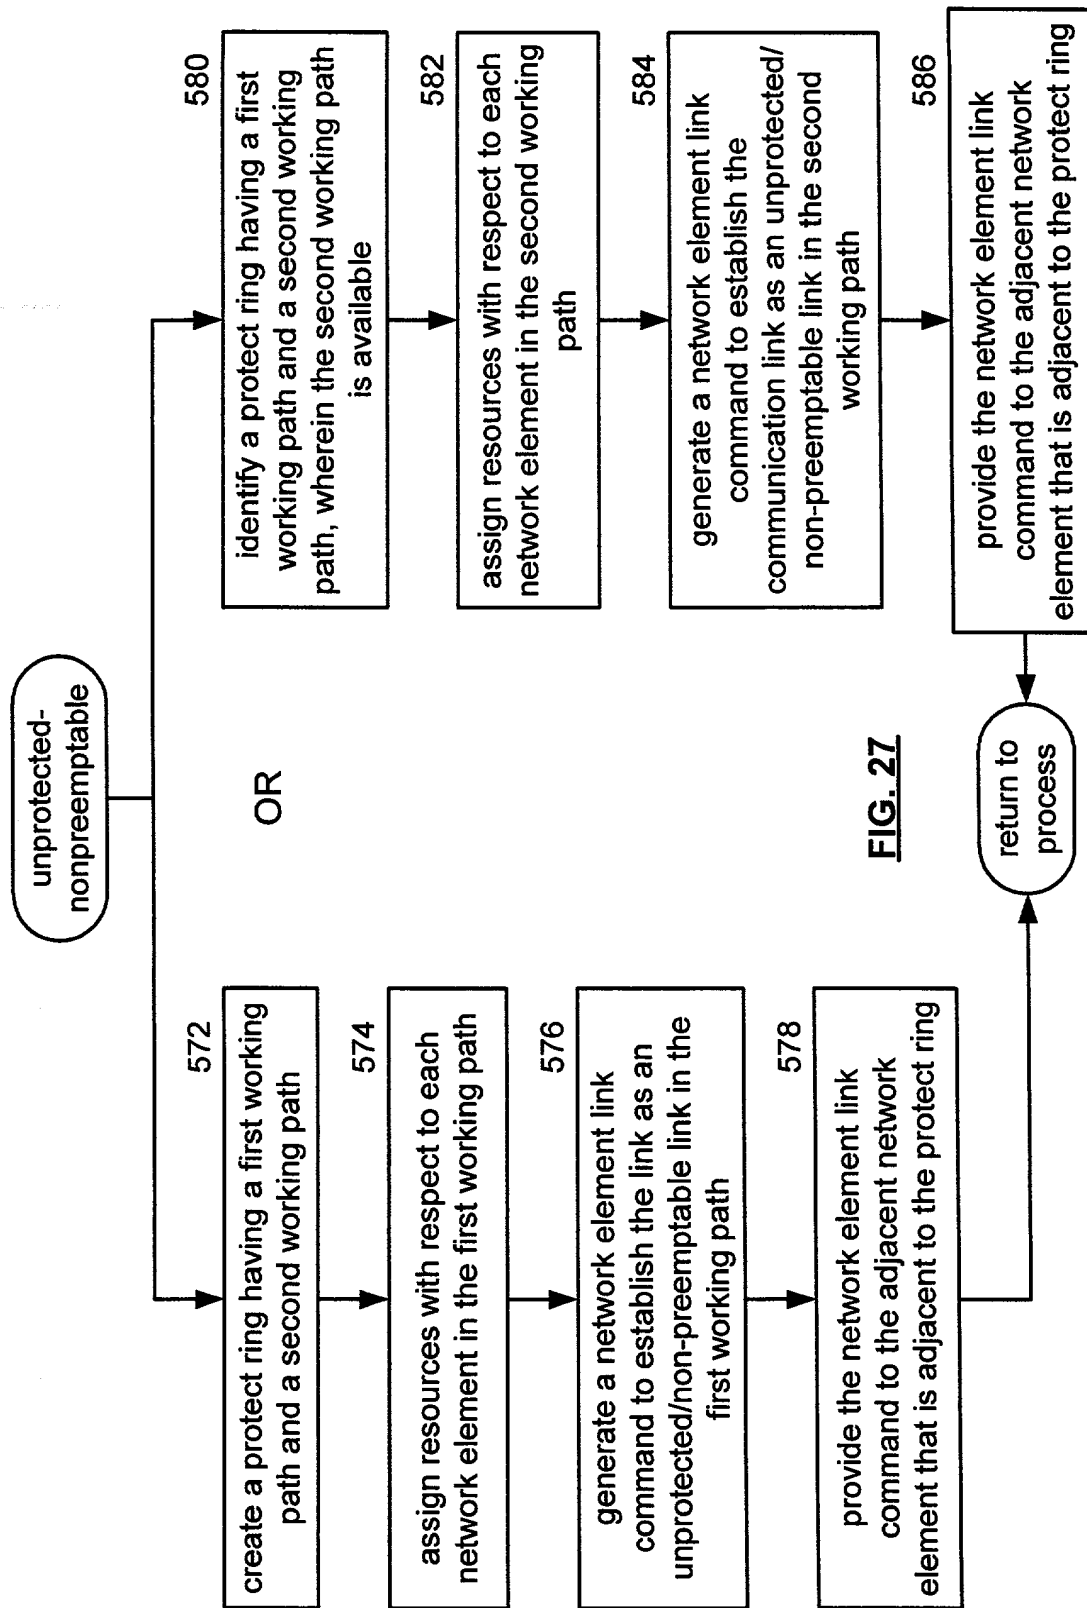 unprotected-
nonpreemptable
572
create a protect ring having a first working
path and a second working path
574
assign resources with respect to each
network element in the first working path
576
generate a network element link
command to establish the link as an
unprotected/non-preemptable link in the
first working path
578
provide the network element link
command to the adjacent network
element that is adjacent to the protect ring
OR
580
identify a protect ring having a first
working path and a second working
path, wherein the second working path
is available
582
assign resources with respect to each
network element in the second working
path
584
generate a network element link
command to establish the
communication link as an unprotected/
non-preemptable link in the second
working path
586
provide the network element link
command to the adjacent network
element that is adjacent to the protect ring
return to
process
FIG. 27